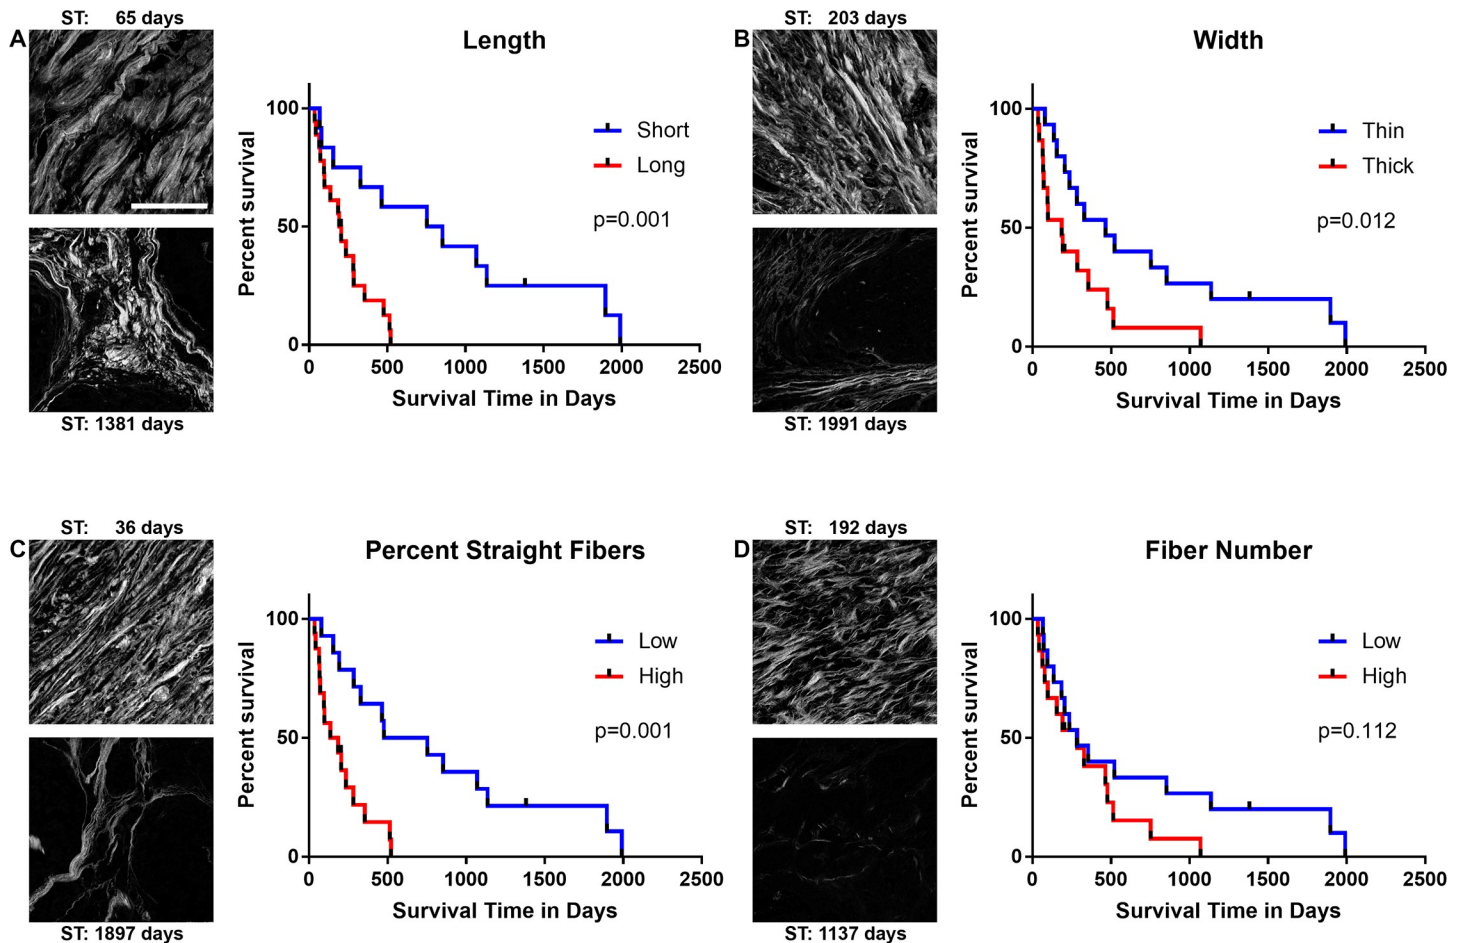 ST: 65 days
A
Length
100
50
0
Percent survival
Short
Long
p=0.001
0 500 1000 1500 2000 2500
Survival Time in Days
ST: 1381 days
ST: 203 days
B
Width
100
50
0
Percent survival
Thin
Thick
p=0.012
0 500 1000 1500 2000 2500
Survival Time in Days
ST: 1991 days
ST: 36 days
C
Percent Straight Fibers
100
50
0
Percent survival
Low
High
p=0.001
0 500 1000 1500 2000 2500
Survival Time in Days
ST: 1897 days
ST: 192 days
D
Fiber Number
100
50
0
Percent survival
Low
High
p=0.112
0 500 1000 1500 2000 2500
Survival Time in Days
ST: 1137 days